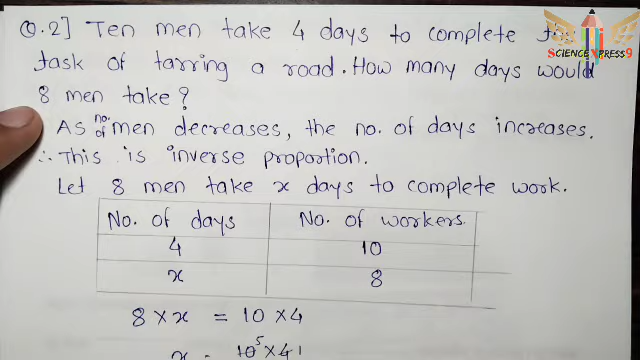 Q.2] Ten men take 4 days to complete the
SCIENCE XPRESS9
task of tarring a road. How many days would
8 men take?
As no. of men decreases, the no. of days increases.
∴ This is inverse proportion.
Let 8 men take x days to complete work.
No. of days No. of workers.
4 10
x 8
8 × x = 10 × 4
x = 10⁵ × 4¹